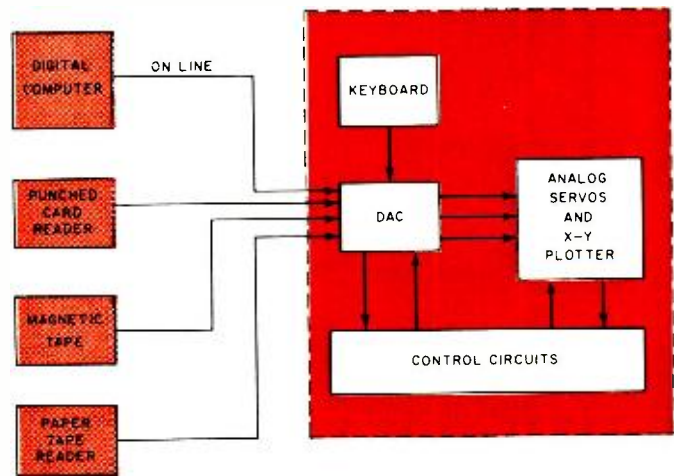 DIGITAL
COMPUTER
ON LINE
PUNCHED
CARD
READER
MAGNETIC
TAPE
PAPER
TAPE
READER
KEYBOARD
DAC
ANALOG
SERVOS
AND
X-Y
PLOTTER
CONTROL CIRCUITS